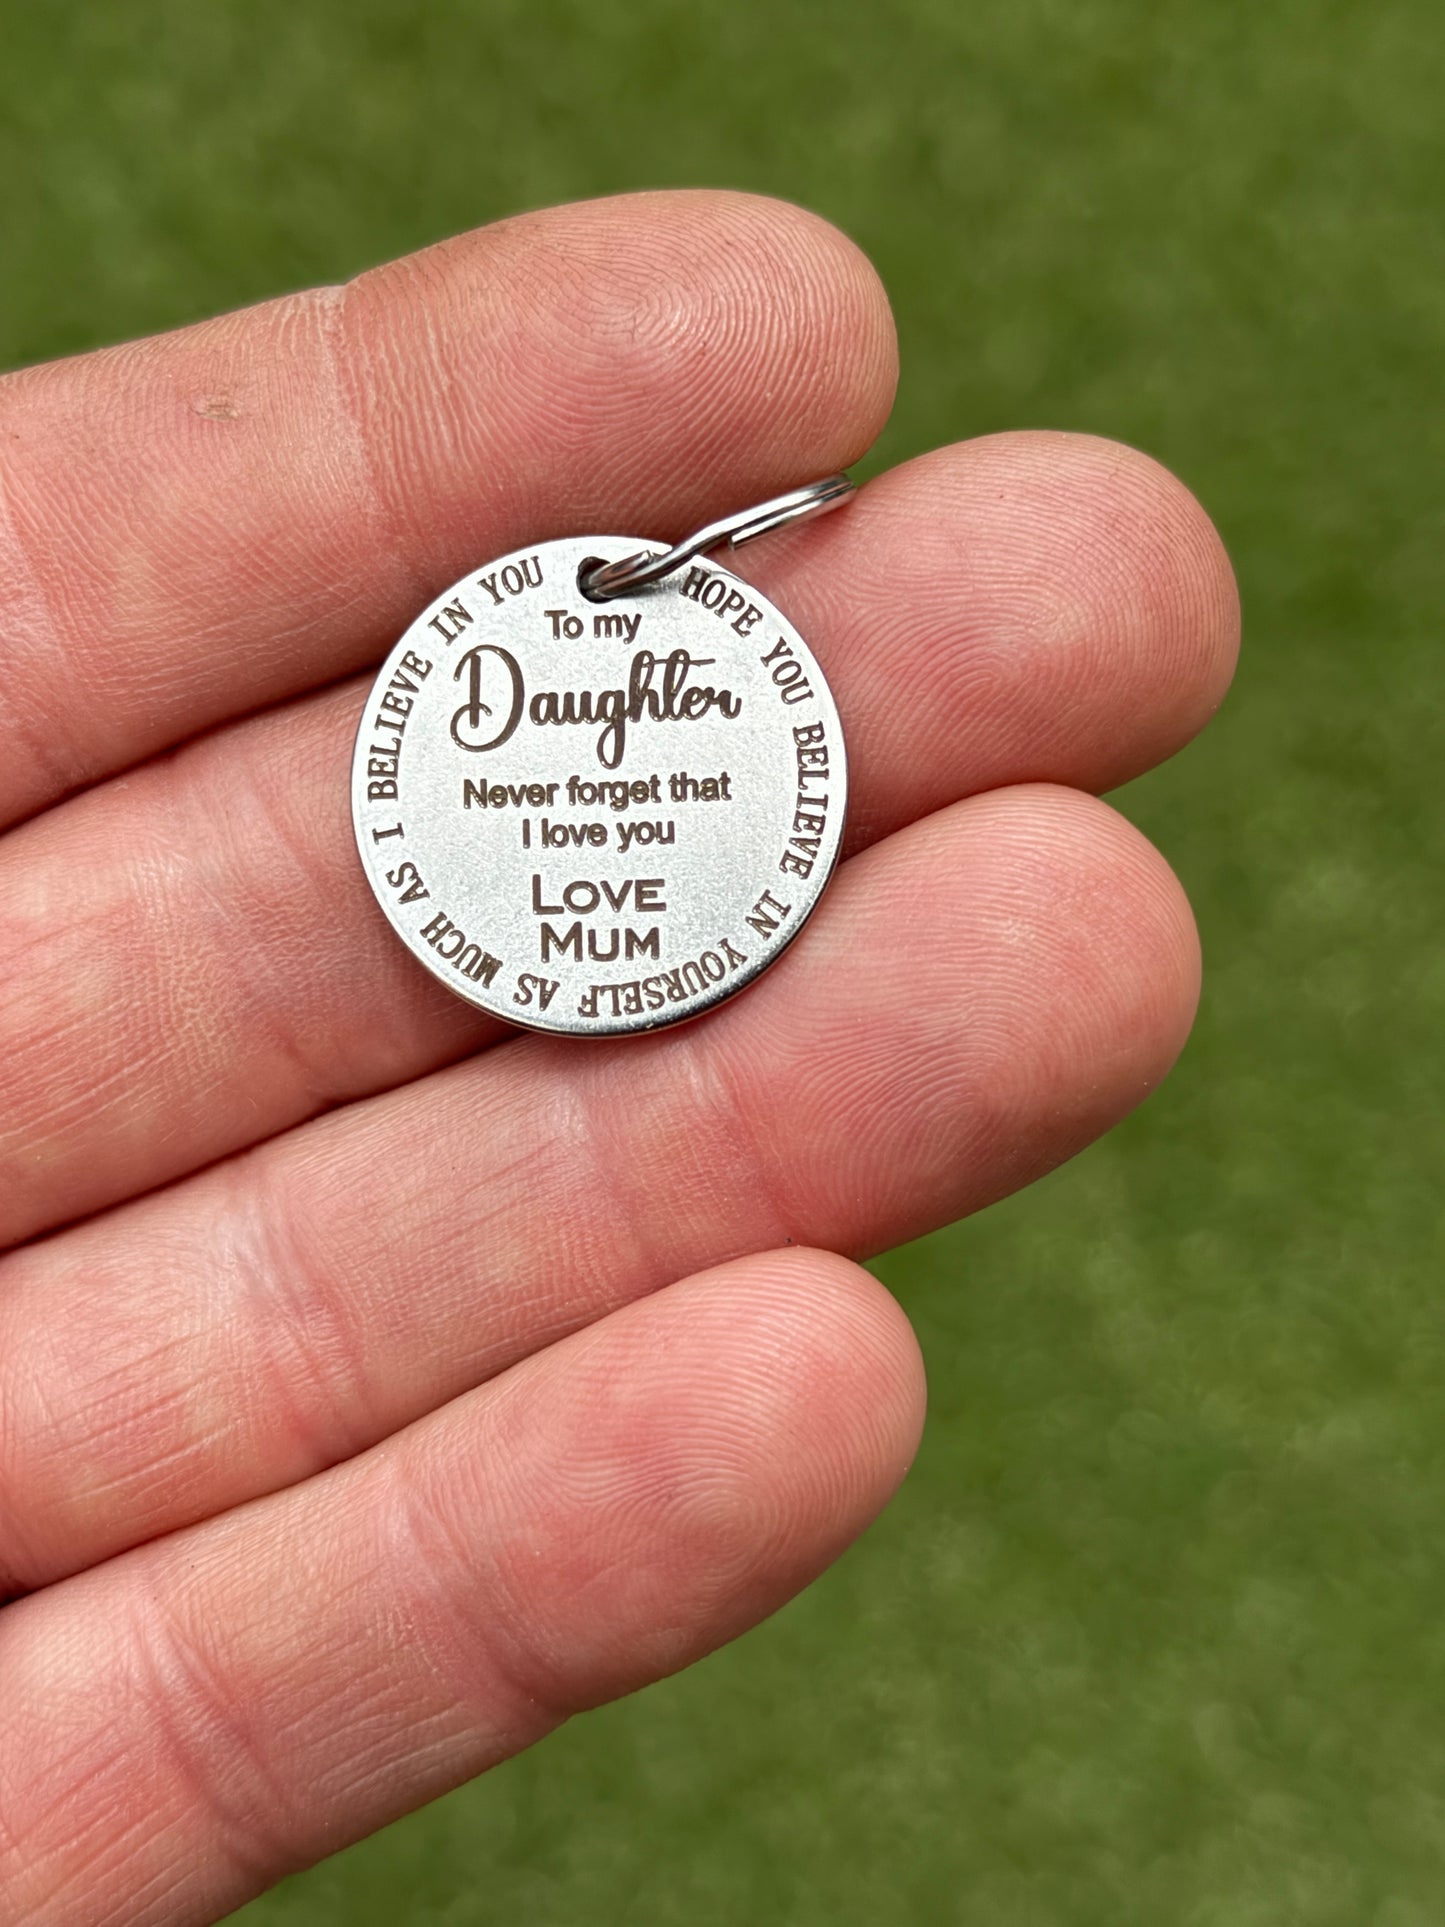 To my
Daughter
Never forget that
I love you
LOVE
MUM
HOPE YOU BELIEVE IN YOURSELF AS MUCH AS I BELIEVE IN YOU